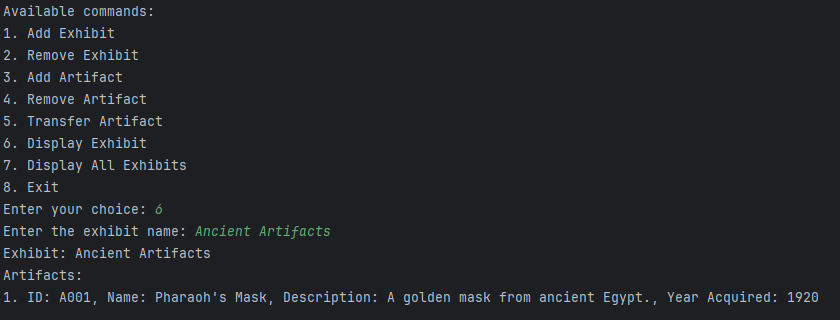 Available commands:
1. Add Exhibit
2. Remove Exhibit
3. Add Artifact
4. Remove Artifact
5. Transfer Artifact
6. Display Exhibit
7. Display All Exhibits
8. Exit
Enter your choice: 6
Enter the exhibit name: Ancient Artifacts
Exhibit: Ancient Artifacts
Artifacts:
1. ID: A001, Name: Pharaoh's Mask, Description: A golden mask from ancient Egypt., Year Acquired: 1920